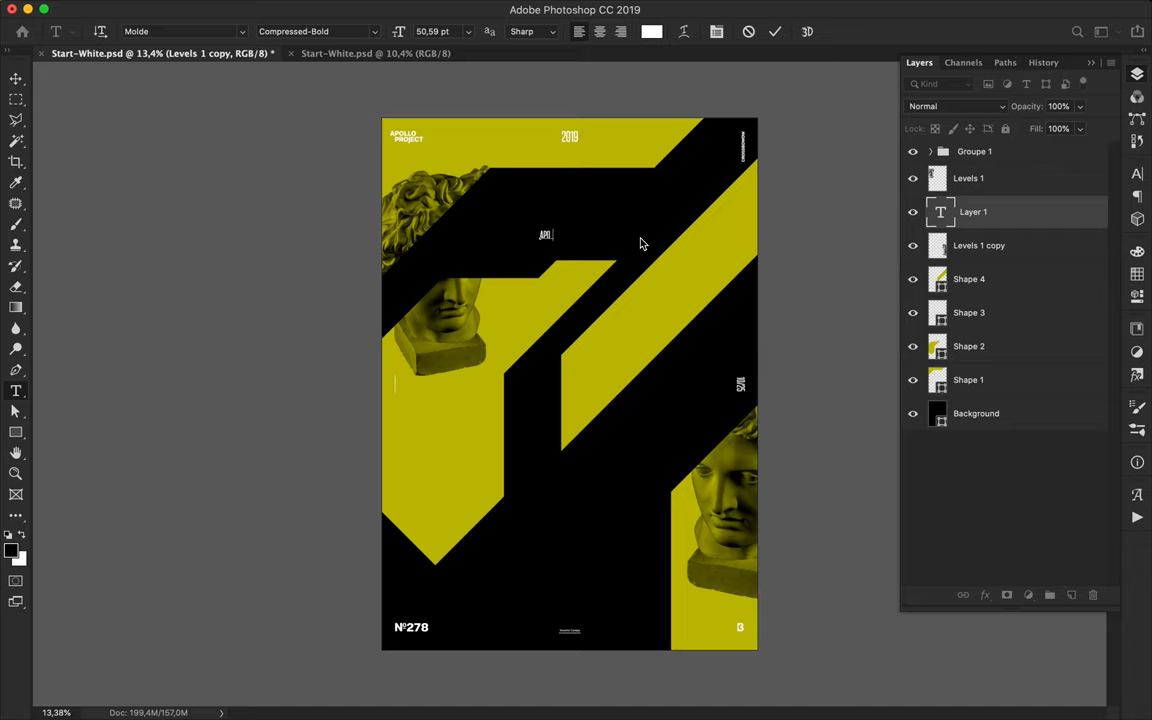 Adobe Photoshop CC 2019
Molde
Compressed-Bold
50,59 pt
Sharp
3D
Start-White.psd @ 13,4% (Levels 1 copy, RGB/8) *
Start-White.psd @ 10,4% (RGB/8)
Layers
Channels
Paths
History
Kind
Normal
Opacity: 100%
Lock:
Fill: 100%
Groupe 1
Levels 1
Layer 1
Levels 1 copy
Shape 4
Shape 3
Shape 2
Shape 1
Background
APOLLO
PROJECT
2019
10/25
Nº278
B
13,38%
Doc: 199,4M/157,0M